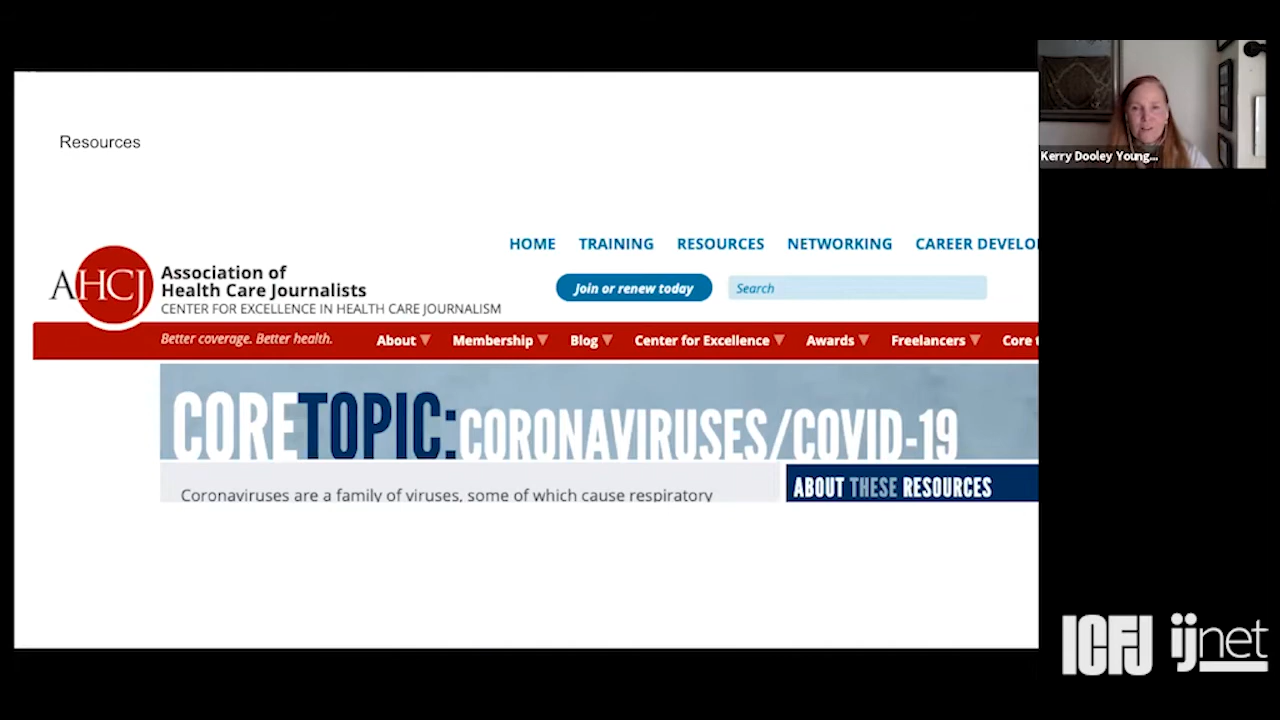 Resources
HOME TRAINING RESOURCES NETWORKING CAREER DEVELO
AHCJ
Association of
Health Care Journalists
CENTER FOR EXCELLENCE IN HEALTH CARE JOURNALISM
Join or renew today
Search
Better coverage. Better health.
About Membership Blog Center for Excellence Awards Freelancers Core t
CORETOPIC:CORONAVIRUSES/COVID-19
Coronaviruses are a family of viruses, some of which cause respiratory
ABOUT THESE RESOURCES
Kerry Dooley Young...
ICFJ ijnet